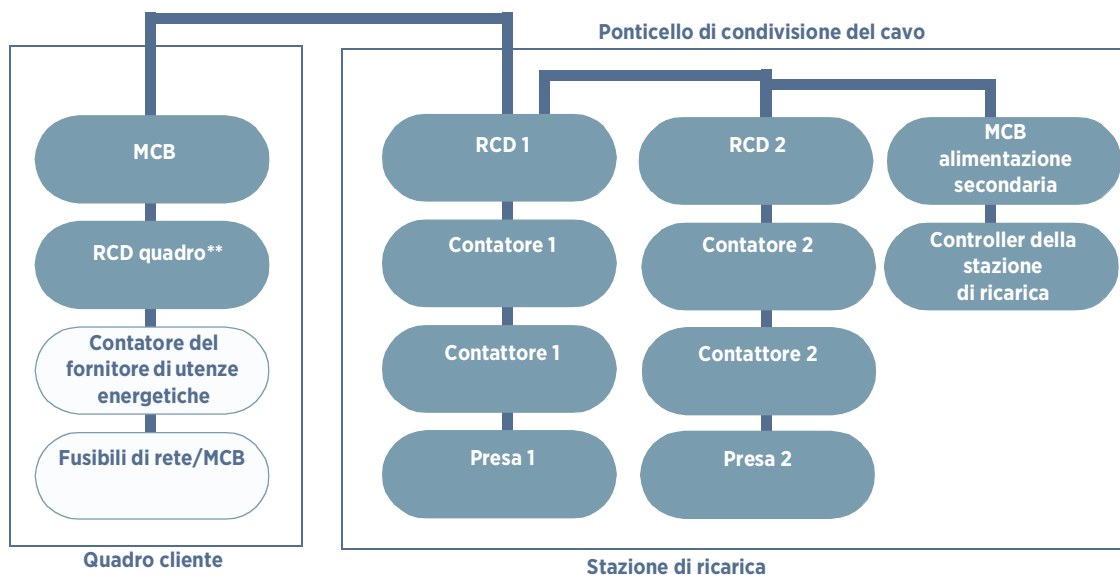 Ponticello di condivisione del cavo
MCB
RCD quadro**
Contatore del
fornitore di utenze
energetiche
Fusibili di rete/MCB
Quadro cliente
RCD 1
Contatore 1
Contattore 1
Presa 1
RCD 2
Contatore 2
Contattore 2
Presa 2
MCB
alimentazione
secondaria
Controller della
stazione
di ricarica
Stazione di ricarica